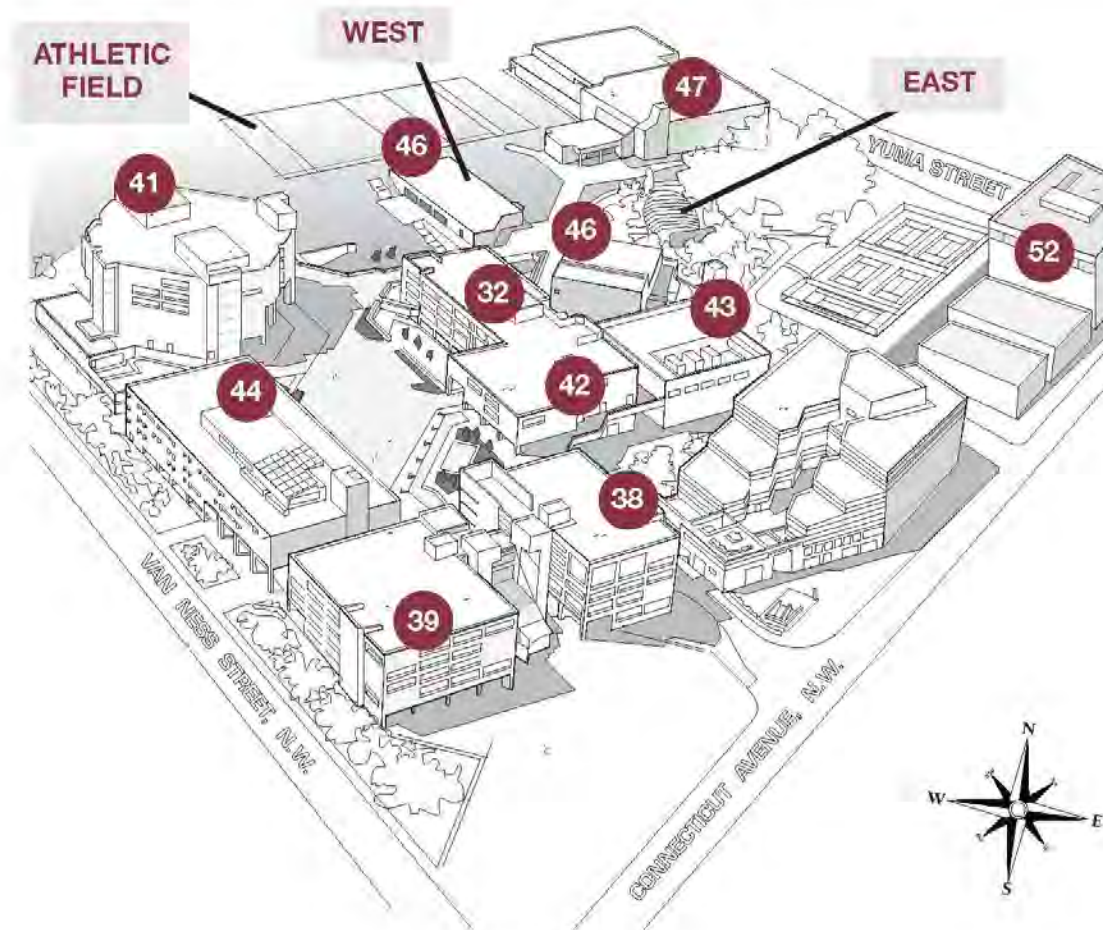 ATHLETIC
FIELD
WEST
EAST
47
46
41
YUMA STREET
46
52
32
43
44
42
38
39
VAN NESS STREET, N.W.
CONNECTICUT AVENUE, N.W.
N
W
E
S